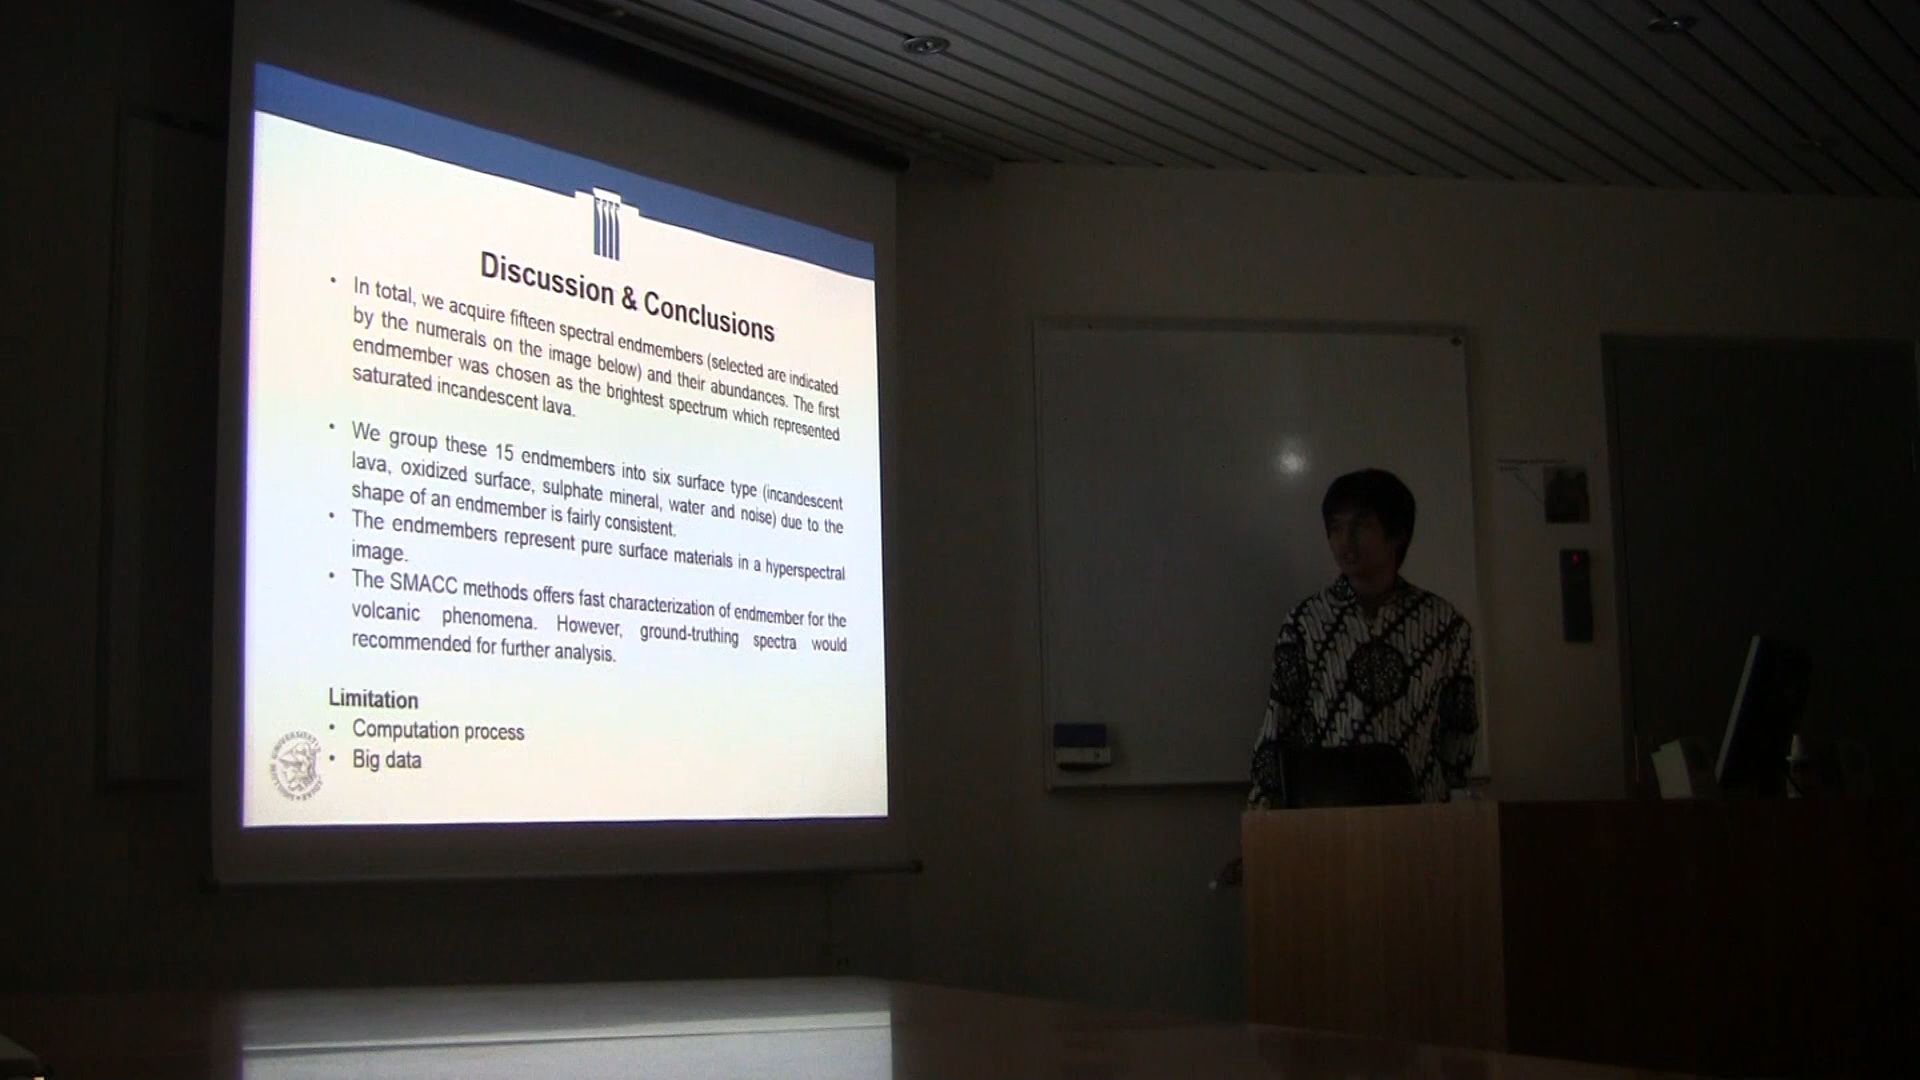 Discussion & Conclusions
• In total, we acquire fifteen spectral endmembers (selected are indicated
by the numerals on the image below) and their abundances. The first
endmember was chosen as the brightest spectrum which represented
saturated incandescent lava.
• We group these 15 endmembers into six surface type (incandescent
lava, oxidized surface, sulphate mineral, water and noise) due to the
shape of an endmember is fairly consistent.
• The endmembers represent pure surface materials in a hyperspectral
image.
• The SMACC methods offers fast characterization of endmember for the
volcanic phenomena. However, ground-truthing spectra would
recommended for further analysis.
Limitation
• Computation process
• Big data